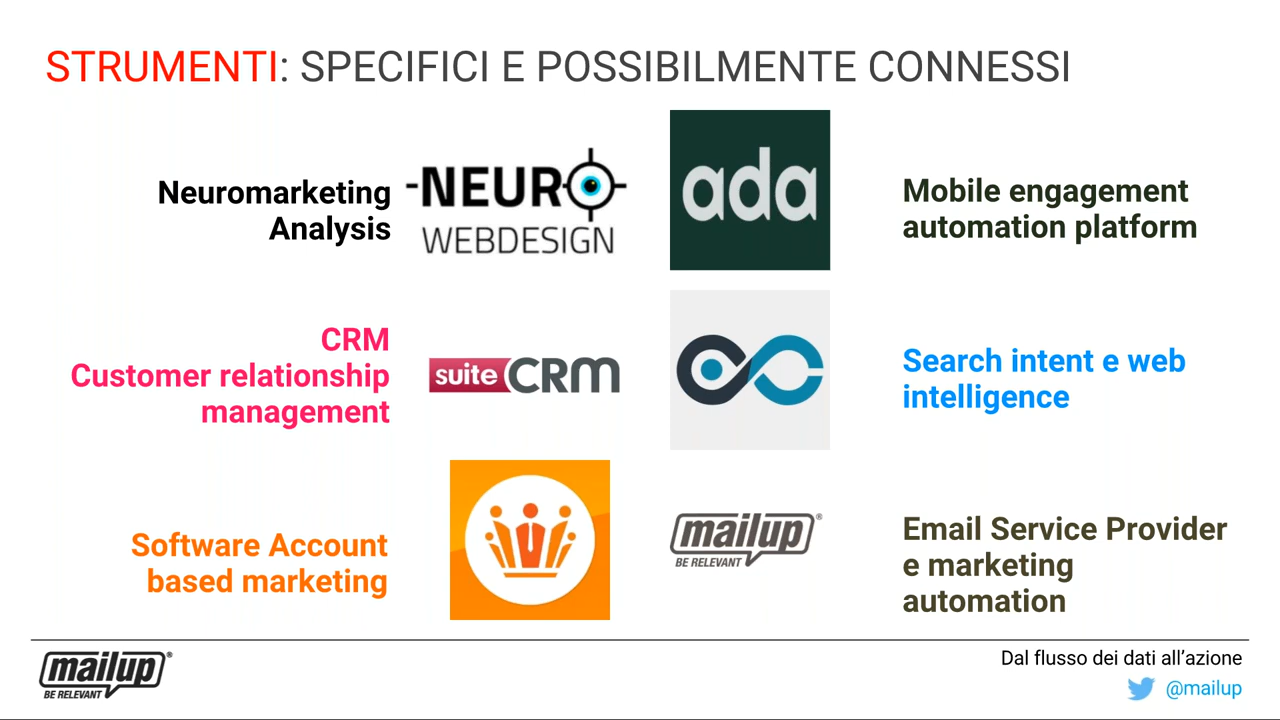 STRUMENTI: SPECIFICI E POSSIBILMENTE CONNESSI
Neuromarketing
Analysis
NEURO
WEBDESIGN
ada
Mobile engagement
automation platform
CRM
Customer relationship
management
suiteCRM
Search intent e web
intelligence
Software Account
based marketing
mailup®
BE RELEVANT
Email Service Provider
e marketing
automation
mailup®
BE RELEVANT
Dal flusso dei dati all’azione
@mailup